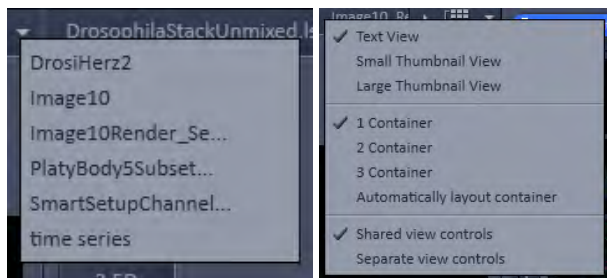 DrosophilaStackUnmixed.ls
DrosiHerz2
Image10
Image10Render_Se...
PlatyBody5Subset...
SmartSetupChannel...
time series
Text View
Small Thumbnail View
Large Thumbnail View
1 Container
2 Container
3 Container
Automatically layout container
Shared view controls
Separate view controls